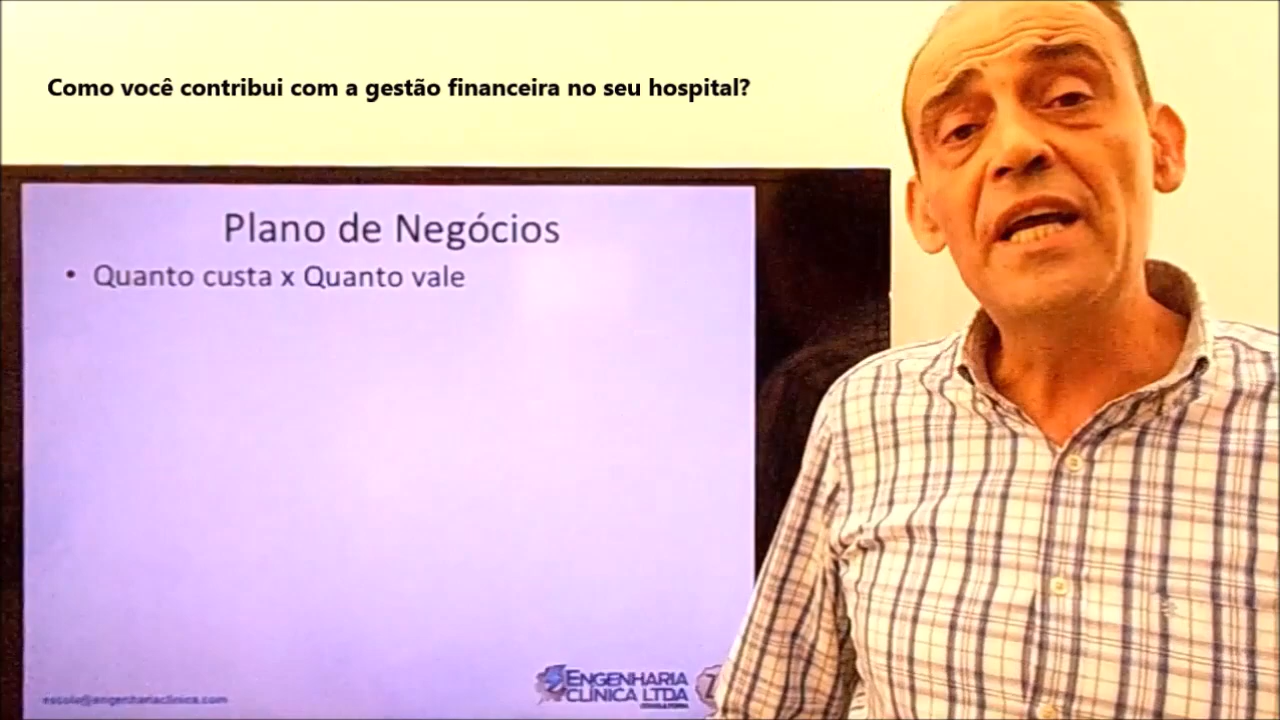 Como você contribui com a gestão financeira no seu hospital?
Plano de Negócios
• Quanto custa x Quanto vale
ENGENHARIA
CLÍNICA LTDA
escola@engenhariaclinica.com